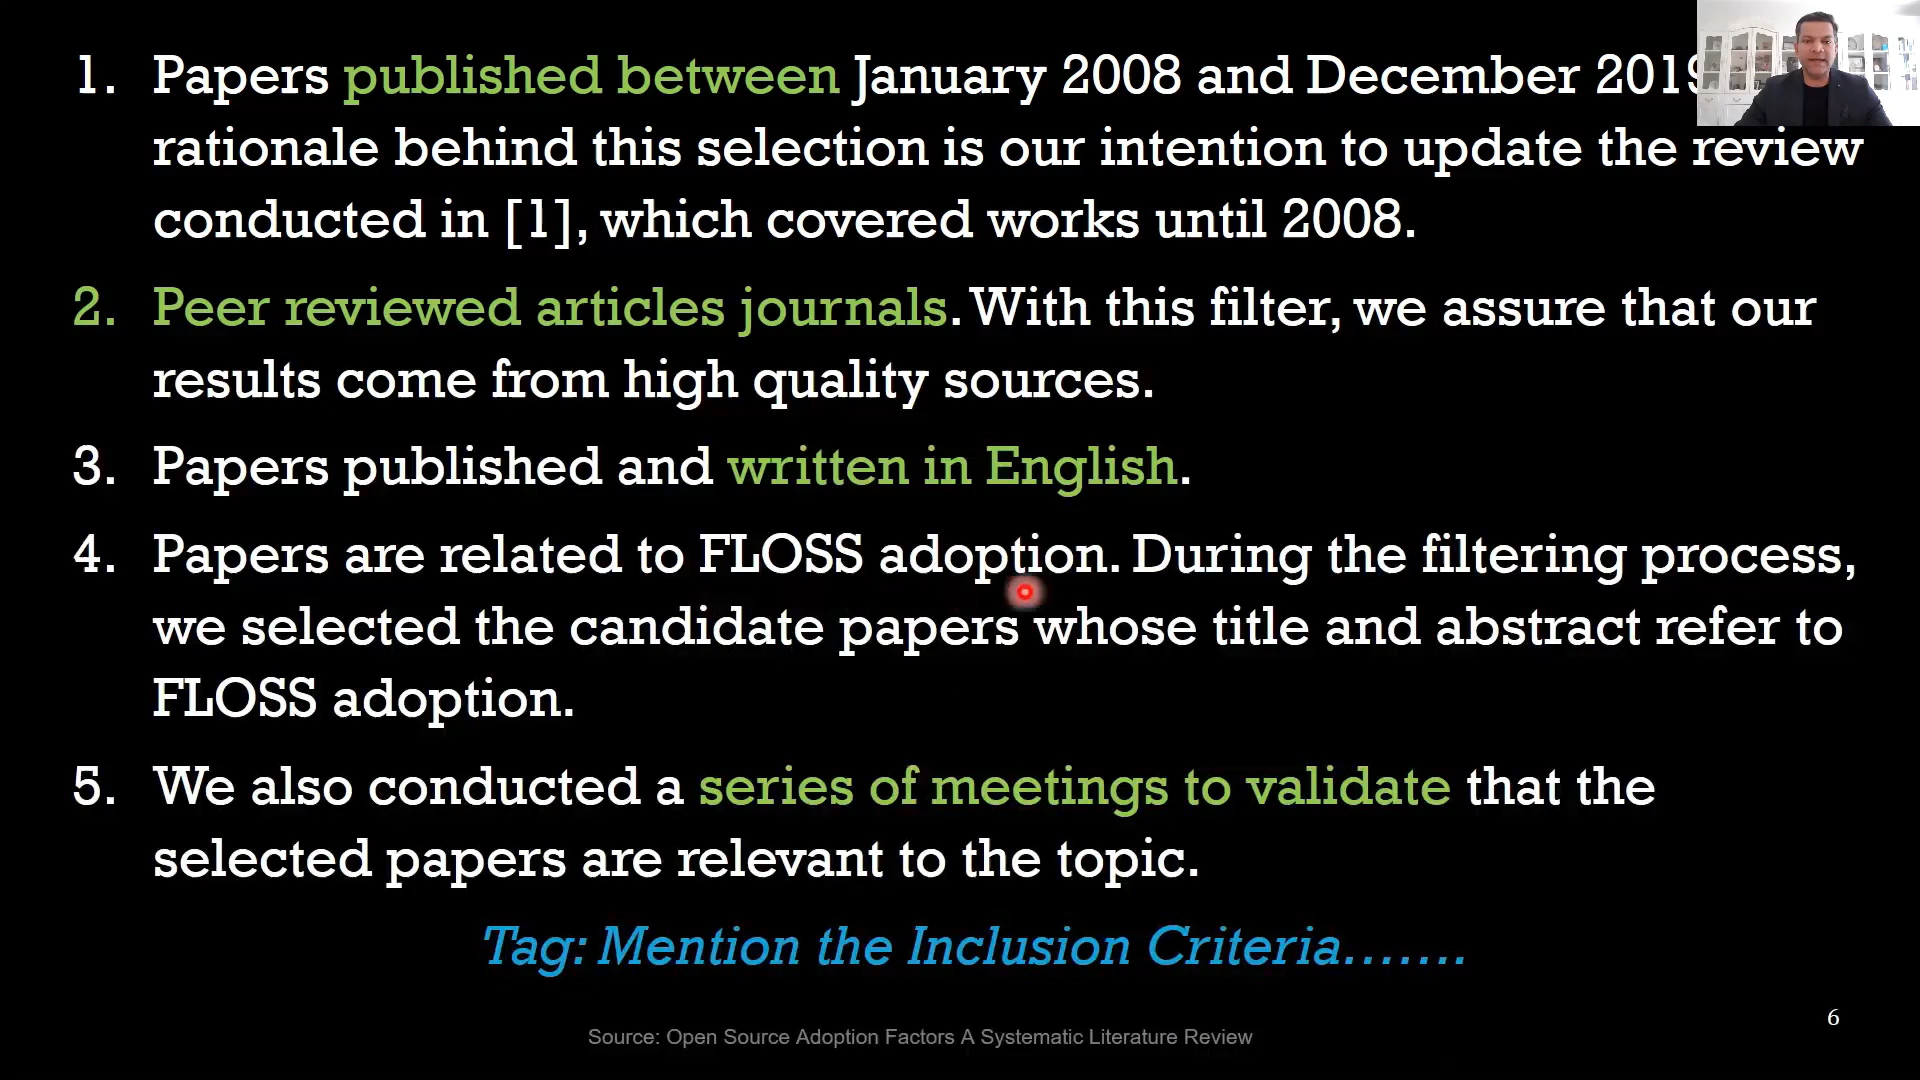 1. Papers published between January 2008 and December 2019
rationale behind this selection is our intention to update the review
conducted in [1], which covered works until 2008.
2. Peer reviewed articles journals. With this filter, we assure that our
results come from high quality sources.
3. Papers published and written in English.
4. Papers are related to FLOSS adoption. During the filtering process,
we selected the candidate papers whose title and abstract refer to
FLOSS adoption.
5. We also conducted a series of meetings to validate that the
selected papers are relevant to the topic.
Tag: Mention the Inclusion Criteria.......
6
Source: Open Source Adoption Factors A Systematic Literature Review